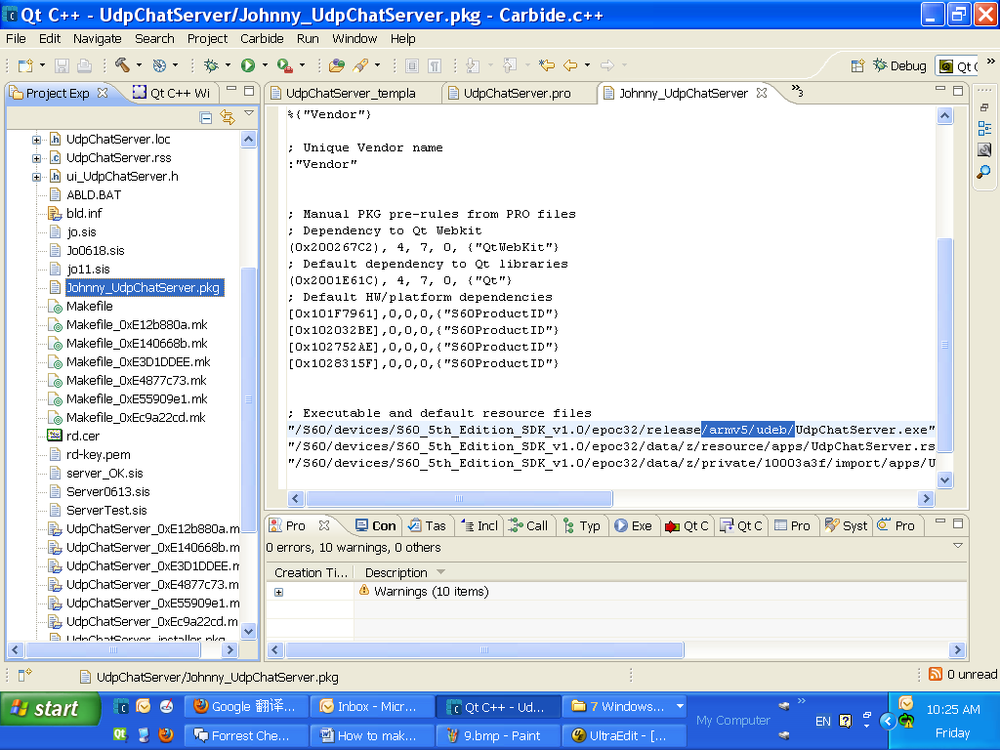 Qt C++ - UdpChatServer/Johnny_UdpChatServer.pkg - Carbide.c++
File Edit Navigate Search Project Carbide Run Window Help
Debug Qt C
Project Exp Qt C++ Wi
UdpChatServer_templa UdpChatServer.pro Johnny_UdpChatServer »3
UdpChatServer.loc
UdpChatServer.rss
ui_UdpChatServer.h
ABLD.BAT
bld.inf
jo.sis
Jo0618.sis
jo11.sis
Johnny_UdpChatServer.pkg
Makefile
Makefile_0xE12b880a.mk
Makefile_0xE140668b.mk
Makefile_0xE3D1DDEE.mk
Makefile_0xE4877c73.mk
Makefile_0xE55909e1.mk
Makefile_0xEc9a22cd.mk
rd.cer
rd-key.pem
server_OK.sis
Server0613.sis
ServerTest.sis
UdpChatServer_0xE12b880a.m
UdpChatServer_0xE140668b.m
UdpChatServer_0xE3D1DDEE.m
UdpChatServer_0xE4877c73.m
UdpChatServer_0xE55909e1.m
UdpChatServer_0xEc9a22cd.m
UdpChatServer_installer.pkg
%{"Vendor"}
; Unique Vendor name
:"Vendor"
; Manual PKG pre-rules from PRO files
; Dependency to Qt Webkit
(0x200267C2), 4, 7, 0, {"QtWebKit"}
; Default dependency to Qt libraries
(0x2001E61C), 4, 7, 0, {"Qt"}
; Default HW/platform dependencies
[0x101F7961],0,0,0,{"S60ProductID"}
[0x102032BE],0,0,0,{"S60ProductID"}
[0x102752AE],0,0,0,{"S60ProductID"}
[0x1028315F],0,0,0,{"S60ProductID"}
; Executable and default resource files
"/S60/devices/S60_5th_Edition_SDK_v1.0/epoc32/release/armv5/udeb/UdpChatServer.exe"
"/S60/devices/S60_5th_Edition_SDK_v1.0/epoc32/data/z/resource/apps/UdpChatServer.rs
"/S60/devices/S60_5th_Edition_SDK_v1.0/epoc32/data/z/private/10003a3f/import/apps/U
Pro Con Tas Incl Call Typ Exe Qt C Qt C Pro Syst Pro
0 errors, 10 warnings, 0 others
Creation Ti... Description
Warnings (10 items)
UdpChatServer/Johnny_UdpChatServer.pkg
0 unread
start
Google 翻译... Inbox - Micr... Qt C++ - Ud... 7 Windows...
Forrest Che... How to mak... 9.bmp - Paint UltraEdit - [...
My Computer
EN
10:25 AM
Friday